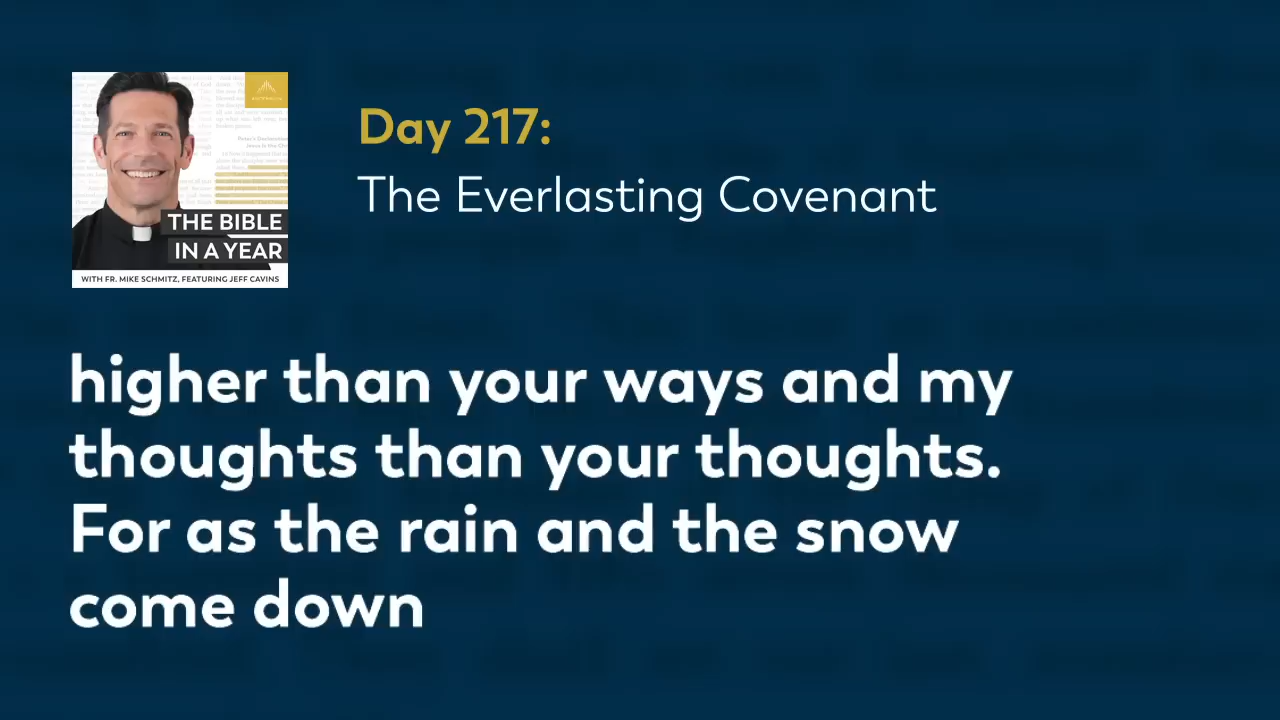 THE BIBLE
IN A YEAR
WITH FR. MIKE SCHMITZ, FEATURING JEFF CAVINS
Day 217:
The Everlasting Covenant
higher than your ways and my
thoughts than your thoughts.
For as the rain and the snow
come down